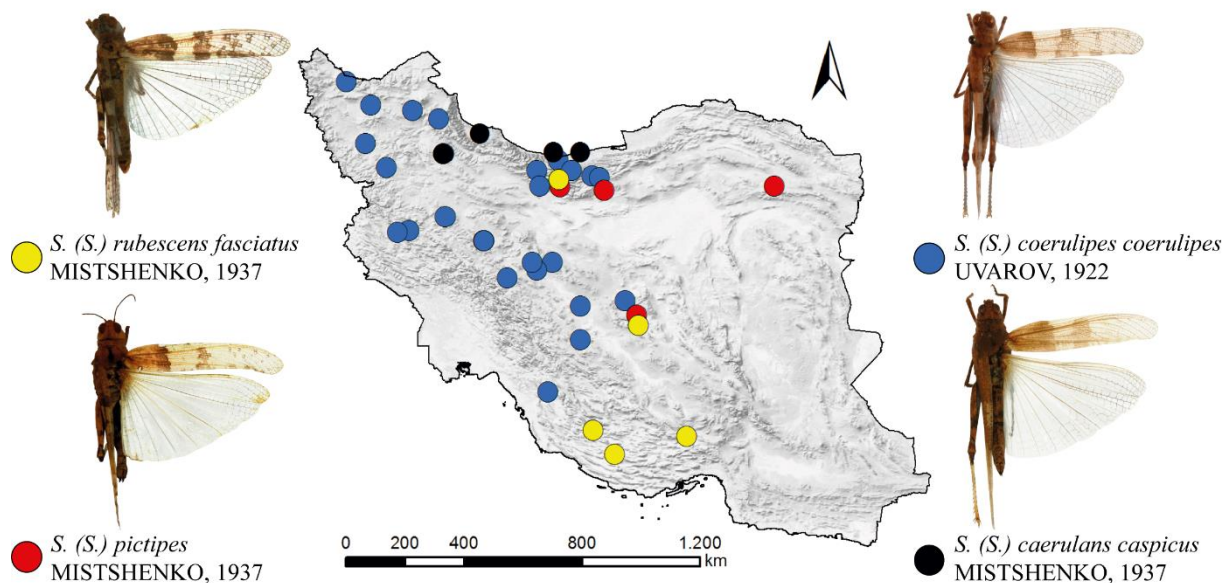 S. (S.) rubescens fasciatus
MISTSHENKO, 1937
S. (S.) coerulipes coerulipes
UVAROV, 1922
S. (S.) pictipes
MISTSHENKO, 1937
0 200 400 800 1.200
km
S. (S.) caerulans caspicus
MISTSHENKO, 1937